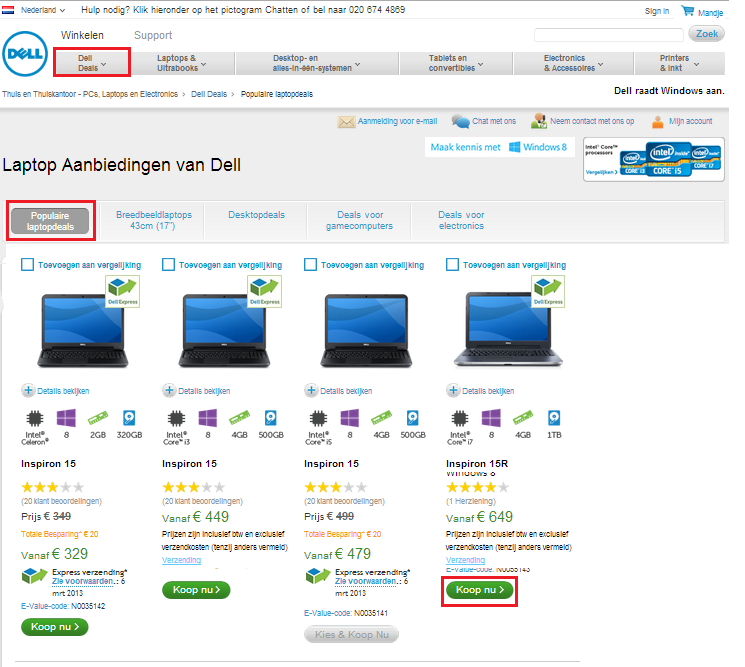 Nederland Hulp nodig? Klik hieronder op het pictogram Chatten of bel naar 020 674 4869
Sign In Mandje
DELL
Winkelen Support
Zoek
Dell Deals
Laptops & Ultrabooks
Desktop- en alles-in-één-systemen
Tablets en convertibles
Electronics & Accessoires
Printers & Inkt
Thuis en Thuiskantoor - PCs, Laptops en Electronics > Dell Deals > Populaire laptopdeals
Dell raadt Windows aan.
Aanmelding voor e-mail Chat met ons Neem contact met ons op Mijn account
Maak kennis met Windows 8
Intel® Core™ processors
Vergelijken >
intel CORE i3
intel CORE i5
intel CORE i7
Laptop Aanbiedingen van Dell
Populaire laptopdeals
Breedbeeldlaptops 43cm (17")
Desktopdeals
Deals voor gamecomputers
Deals voor electronics
Toevoegen aan vergelijking
Dell Express
Details bekijken
Intel® Celeron® 8 2GB 320GB
Inspiron 15
(20 klant beoordelingen)
Prijs € 349
Totale Besparing* € 20
Vanaf € 329
Express verzending*
Zie voorwaarden.: 6
mrt 2013
E-Value-code: N0035142
Koop nu >
Toevoegen aan vergelijking
Dell Express
Details bekijken
Intel® Core™ i3 8 4GB 500GB
Inspiron 15
(20 klant beoordelingen)
Vanaf € 449
Prijzen zijn inclusief btw en exclusief
verzendkosten (tenzij anders vermeld)
Verzending
Koop nu >
Toevoegen aan vergelijking
Details bekijken
Intel® Core™ i5 8 4GB 500GB
Inspiron 15
(20 klant beoordelingen)
Prijs € 499
Totale Besparing* € 20
Vanaf € 479
Express verzending*
Zie voorwaarden.: 6
mrt 2013
E-Value-code: N0035141
Kies & Koop Nu
Toevoegen aan vergelijking
Dell Express
Details bekijken
Intel® Core™ i7 8 4GB 1TB
Inspiron 15R
Windows 8
(1 Herziening)
Vanaf € 649
Prijzen zijn inclusief btw en exclusief
verzendkosten (tenzij anders vermeld)
Verzending
E-Value-code: N0055143
Koop nu >